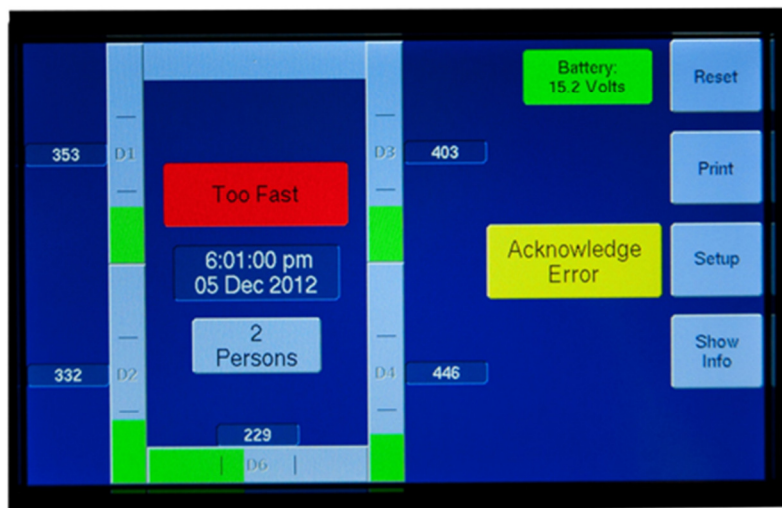 Battery:
15.2 Volts
Reset
353
D1
D3
403
Print
Too Fast
6:01:00 pm
05 Dec 2012
Acknowledge
Error
Setup
2
Persons
Show
Info
332
D2
D4
446
229
D6